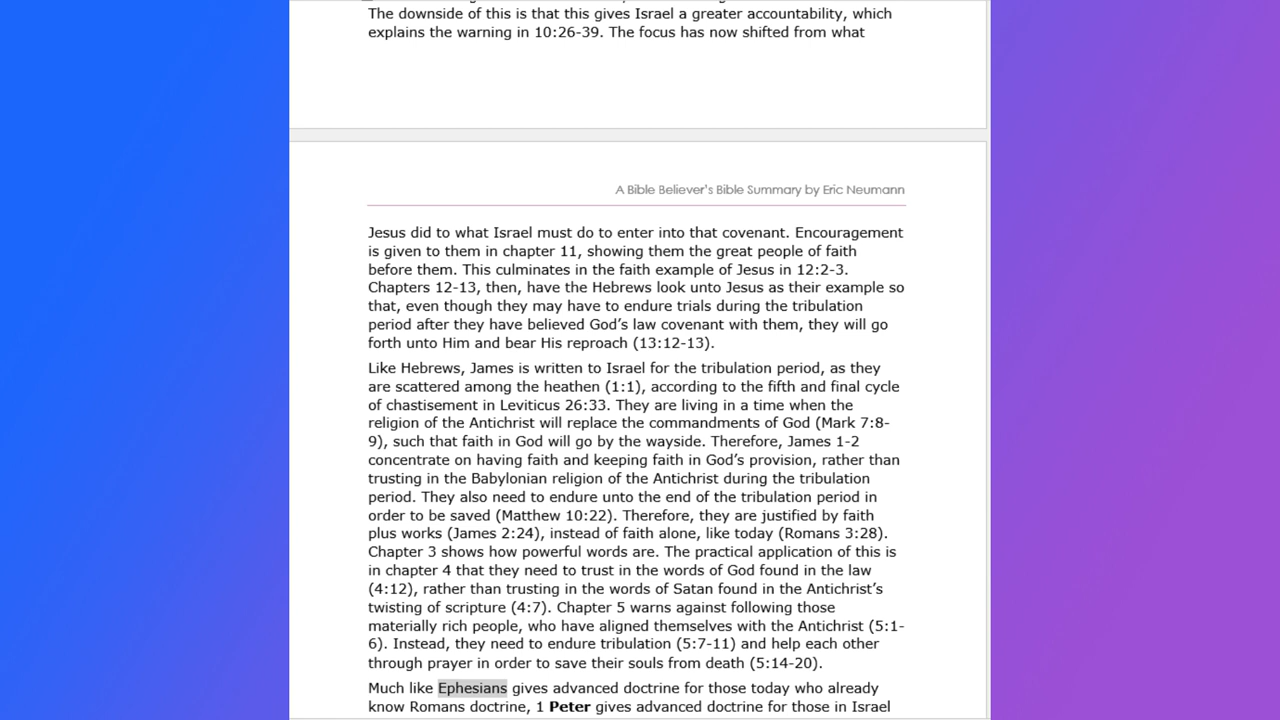 The downside of this is that this gives Israel a greater accountability, which
explains the warning in 10:26-39. The focus has now shifted from what
A Bible Believer's Bible Summary by Eric Neumann
Jesus did to what Israel must do to enter into that covenant. Encouragement
is given to them in chapter 11, showing them the great people of faith
before them. This culminates in the faith example of Jesus in 12:2-3.
Chapters 12-13, then, have the Hebrews look unto Jesus as their example so
that, even though they may have to endure trials during the tribulation
period after they have believed God's law covenant with them, they will go
forth unto Him and bear His reproach (13:12-13).
Like Hebrews, James is written to Israel for the tribulation period, as they
are scattered among the heathen (1:1), according to the fifth and final cycle
of chastisement in Leviticus 26:33. They are living in a time when the
religion of the Antichrist will replace the commandments of God (Mark 7:8-
9), such that faith in God will go by the wayside. Therefore, James 1-2
concentrate on having faith and keeping faith in God's provision, rather than
trusting in the Babylonian religion of the Antichrist during the tribulation
period. They also need to endure unto the end of the tribulation period in
order to be saved (Matthew 10:22). Therefore, they are justified by faith
plus works (James 2:24), instead of faith alone, like today (Romans 3:28).
Chapter 3 shows how powerful words are. The practical application of this is
in chapter 4 that they need to trust in the words of God found in the law
(4:12), rather than trusting in the words of Satan found in the Antichrist's
twisting of scripture (4:7). Chapter 5 warns against following those
materially rich people, who have aligned themselves with the Antichrist (5:1-
6). Instead, they need to endure tribulation (5:7-11) and help each other
through prayer in order to save their souls from death (5:14-20).
Much like Ephesians gives advanced doctrine for those today who already
know Romans doctrine, 1 Peter gives advanced doctrine for those in Israel